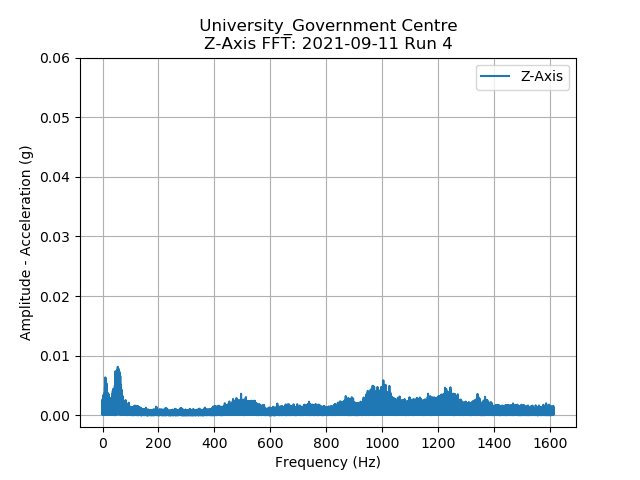 University_Government Centre
Z-Axis FFT: 2021-09-11 Run 4
Z-Axis
0.06
0.05
0.04
0.03
0.02
0.01
0.00
Amplitude - Acceleration (g)
0 200 400 600 800 1000 1200 1400 1600
Frequency (Hz)